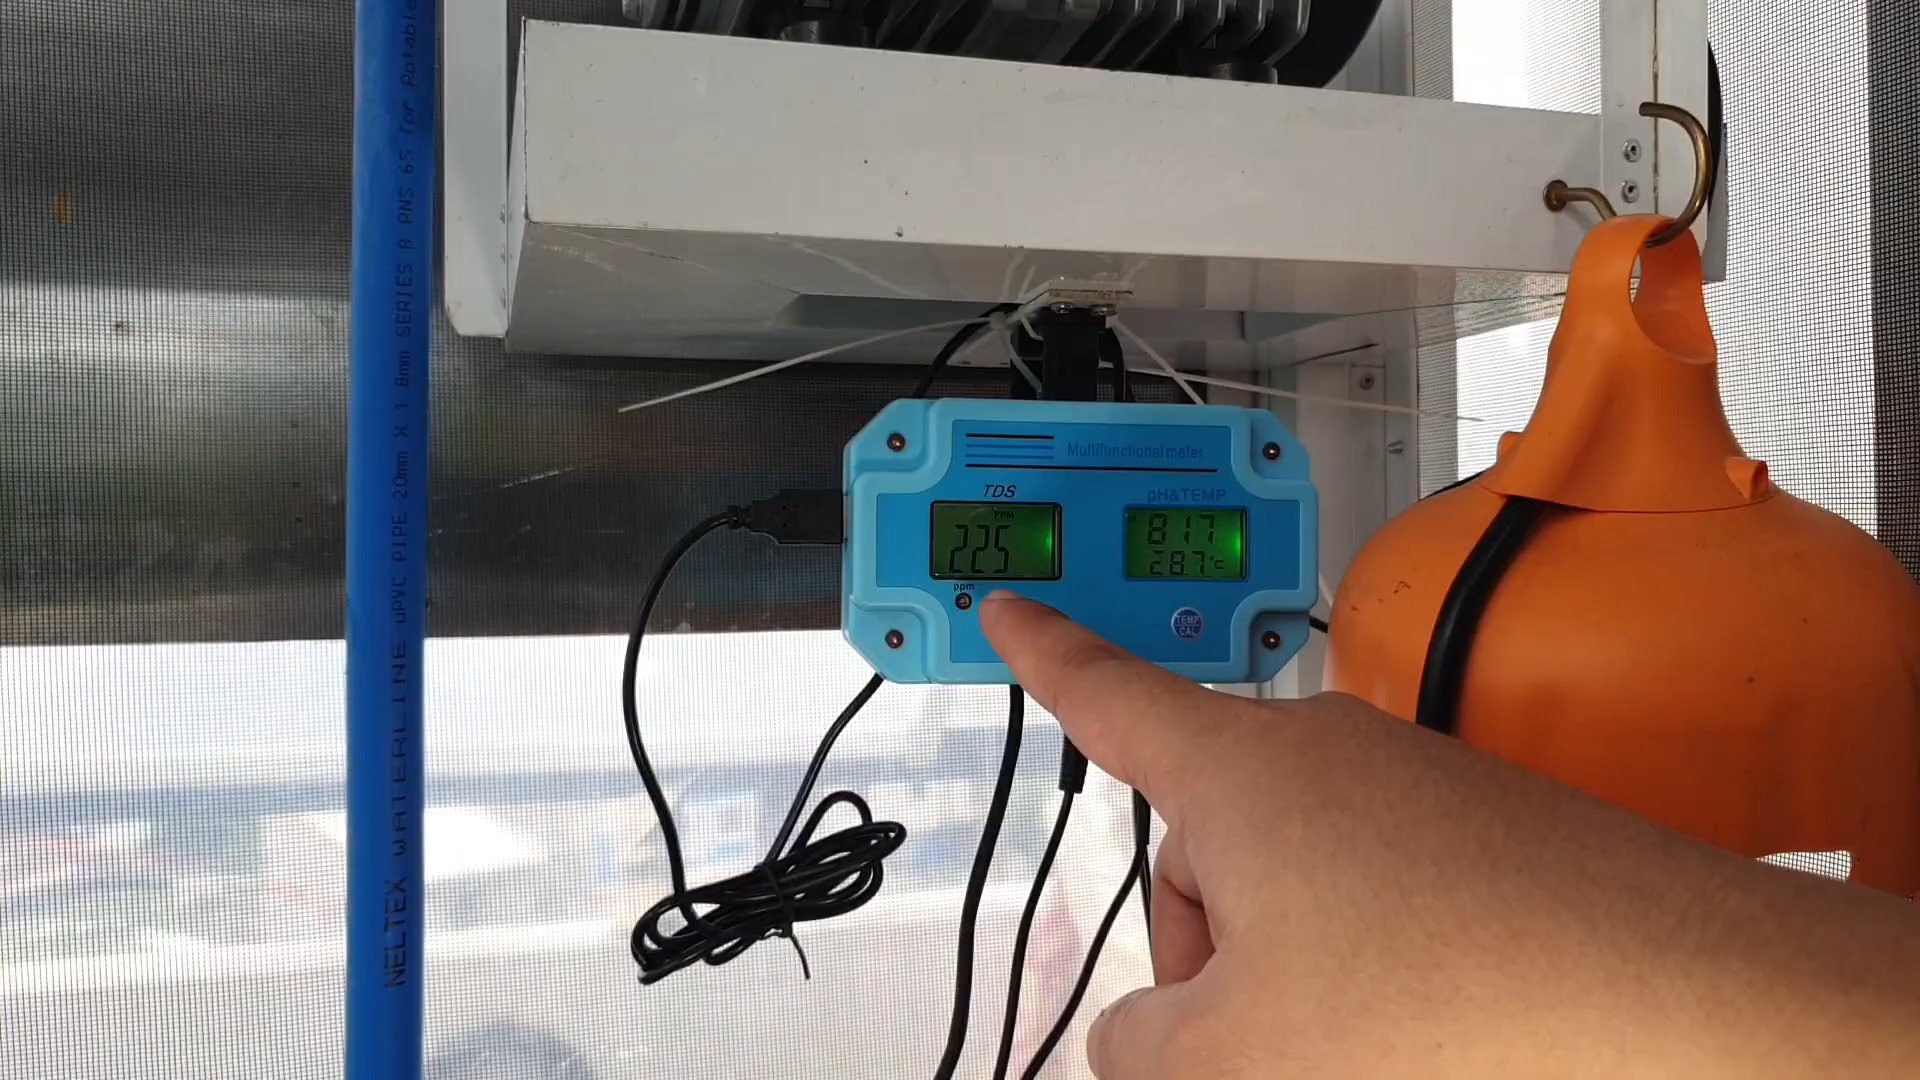 NELTEX WATERLINE uPVC PIPE 20mm X 1.8mm SERIES 8 PNS 65 for Potable
Multifunctional meter
TDS
pH&TEMP
PPM
225
8.17
28.7°C
ppm
TEMP
CAL